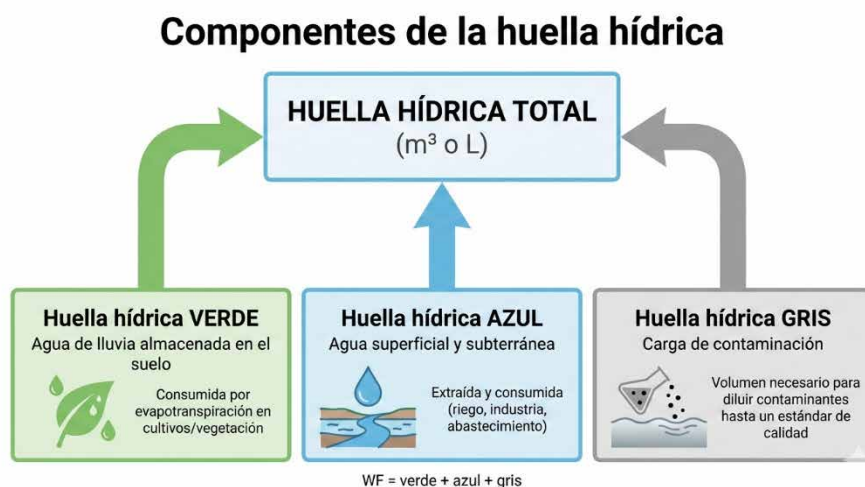 Componentes de la huella hídrica
HUELLA HÍDRICA TOTAL
(m³ o L)
Huella hídrica VERDE
Agua de lluvia almacenada en el
suelo
Consumida por
evapotranspiración en
cultivos/vegetación
Huella hídrica AZUL
Agua superficial y subterránea
Extraída y consumida
(riego, industria,
abastecimiento)
Huella hídrica GRIS
Carga de contaminación
Volumen necesario para
diluir contaminantes
hasta un estándar de
calidad
WF = verde + azul + gris